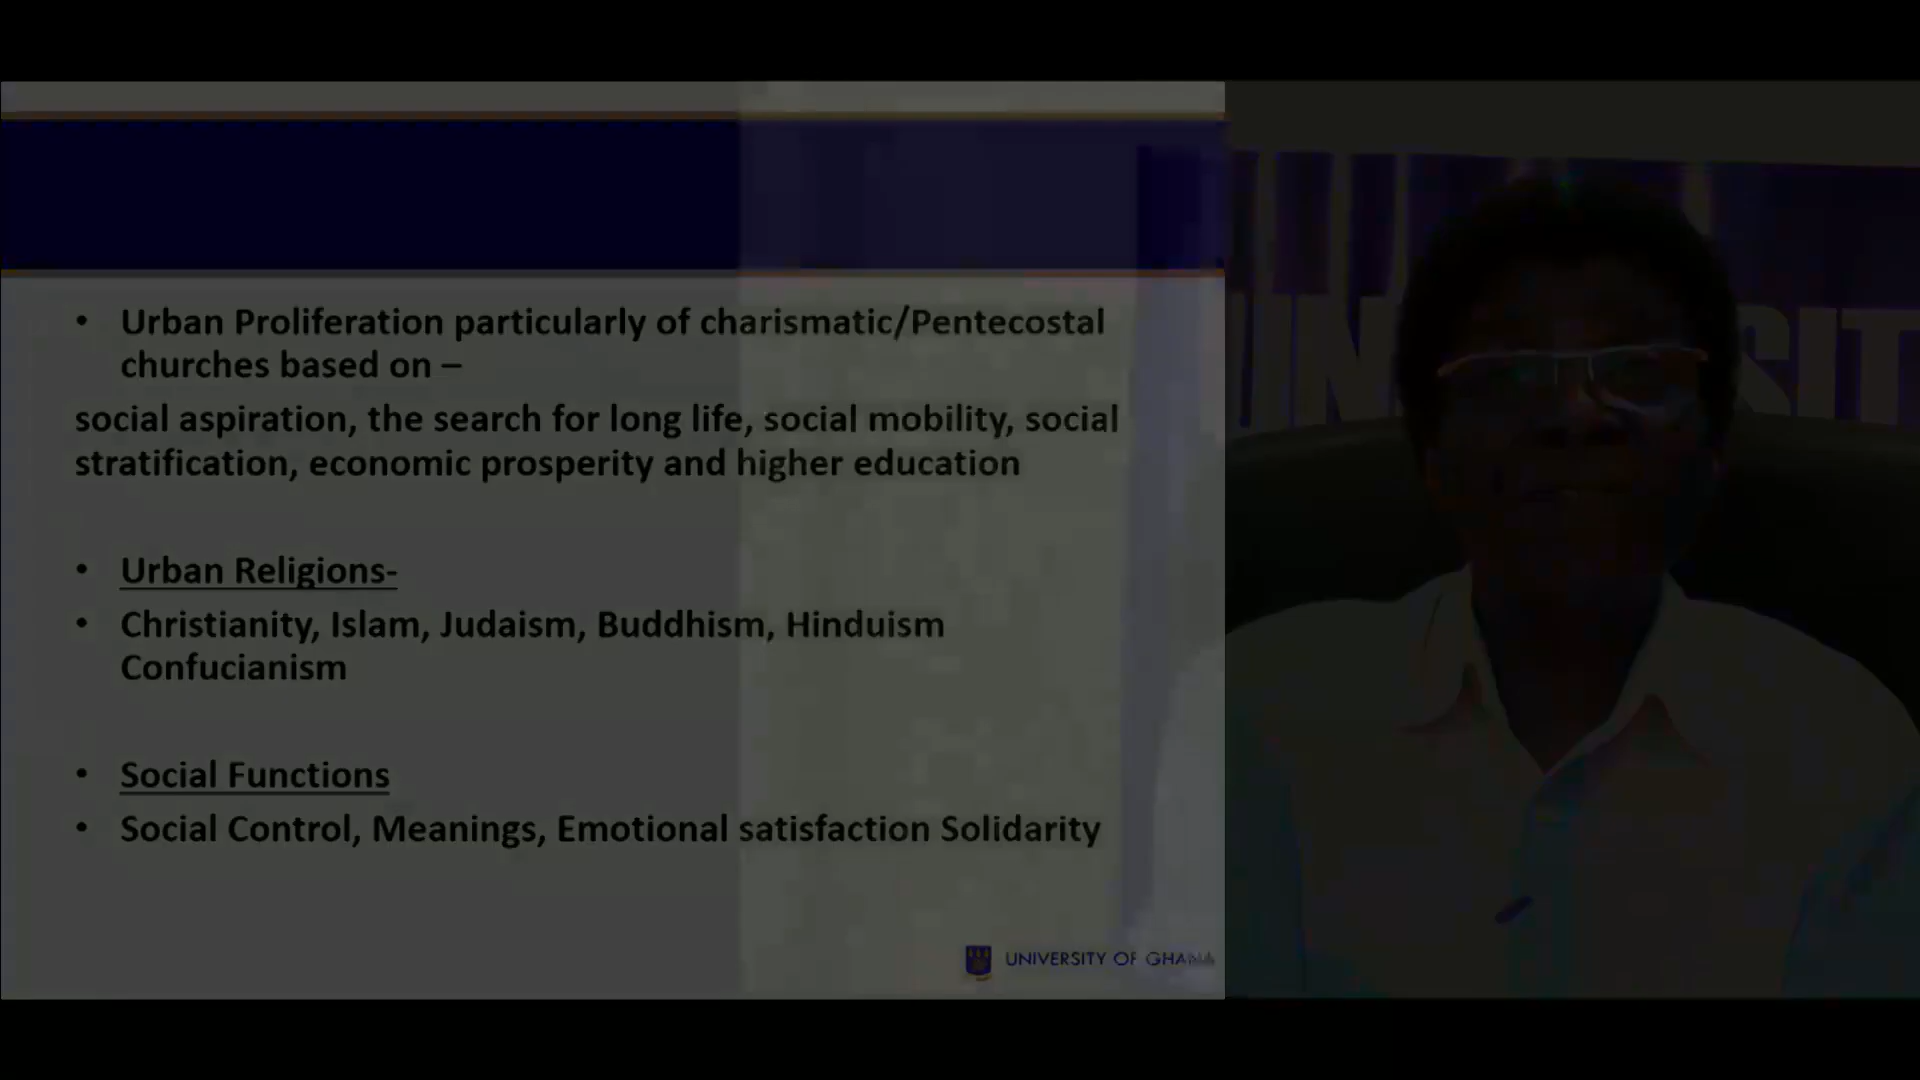 • Urban Proliferation particularly of charismatic/Pentecostal
churches based on –
social aspiration, the search for long life, social mobility, social
stratification, economic prosperity and higher education
• Urban Religions-
• Christianity, Islam, Judaism, Buddhism, Hinduism
Confucianism
• Social Functions
• Social Control, Meanings, Emotional satisfaction Solidarity
UNIVERSITY OF GHANA